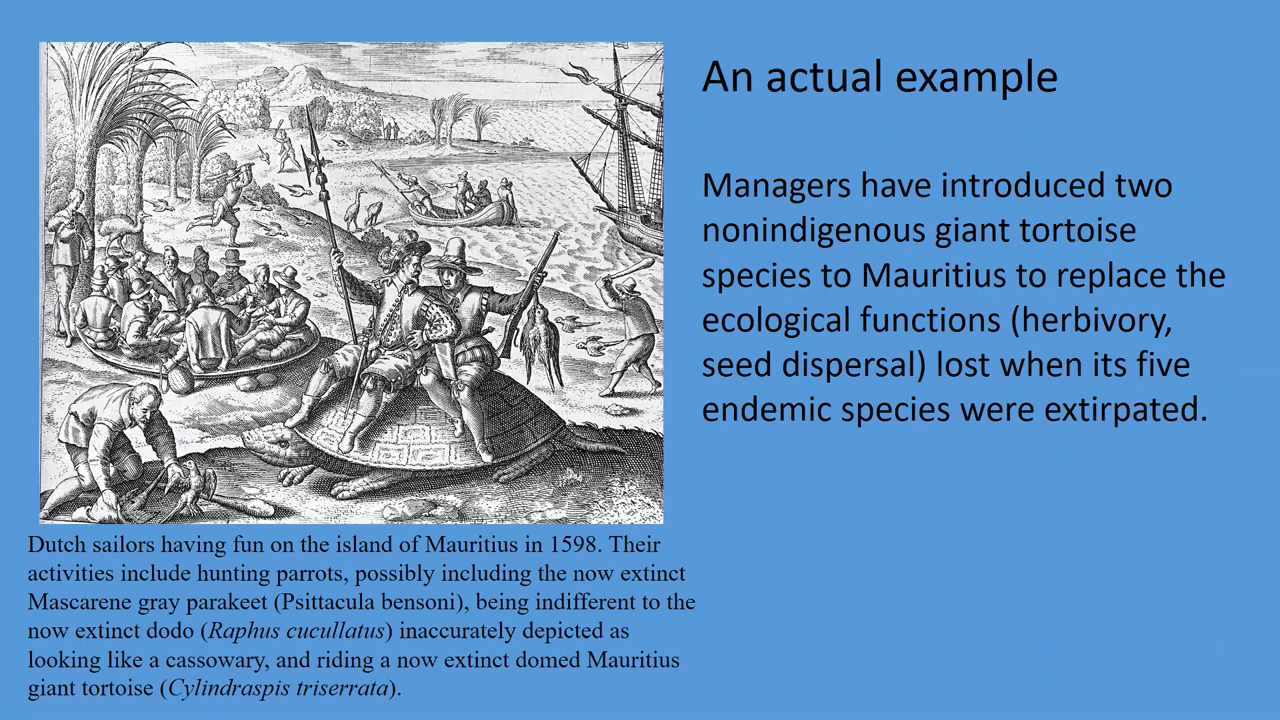 An actual example
Managers have introduced two
nonindigenous giant tortoise
species to Mauritius to replace the
ecological functions (herbivory,
seed dispersal) lost when its five
endemic species were extirpated.
Dutch sailors having fun on the island of Mauritius in 1598. Their
activities include hunting parrots, possibly including the now extinct
Mascarene gray parakeet (Psittacula bensoni), being indifferent to the
now extinct dodo (Raphus cucullatus) inaccurately depicted as
looking like a cassowary, and riding a now extinct domed Mauritius
giant tortoise (Cylindraspis triserrata).